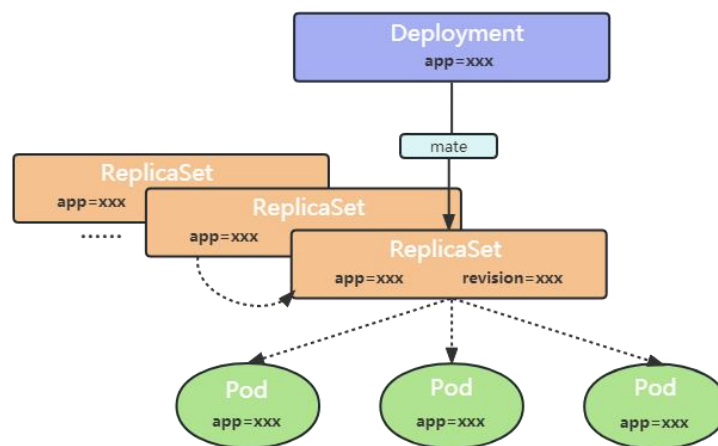 Deployment
app=xxx
mate
ReplicaSet
app=xxx
......
ReplicaSet
app=xxx
ReplicaSet
app=xxx revision=xxx
Pod
app=xxx
Pod
app=xxx
Pod
app=xxx